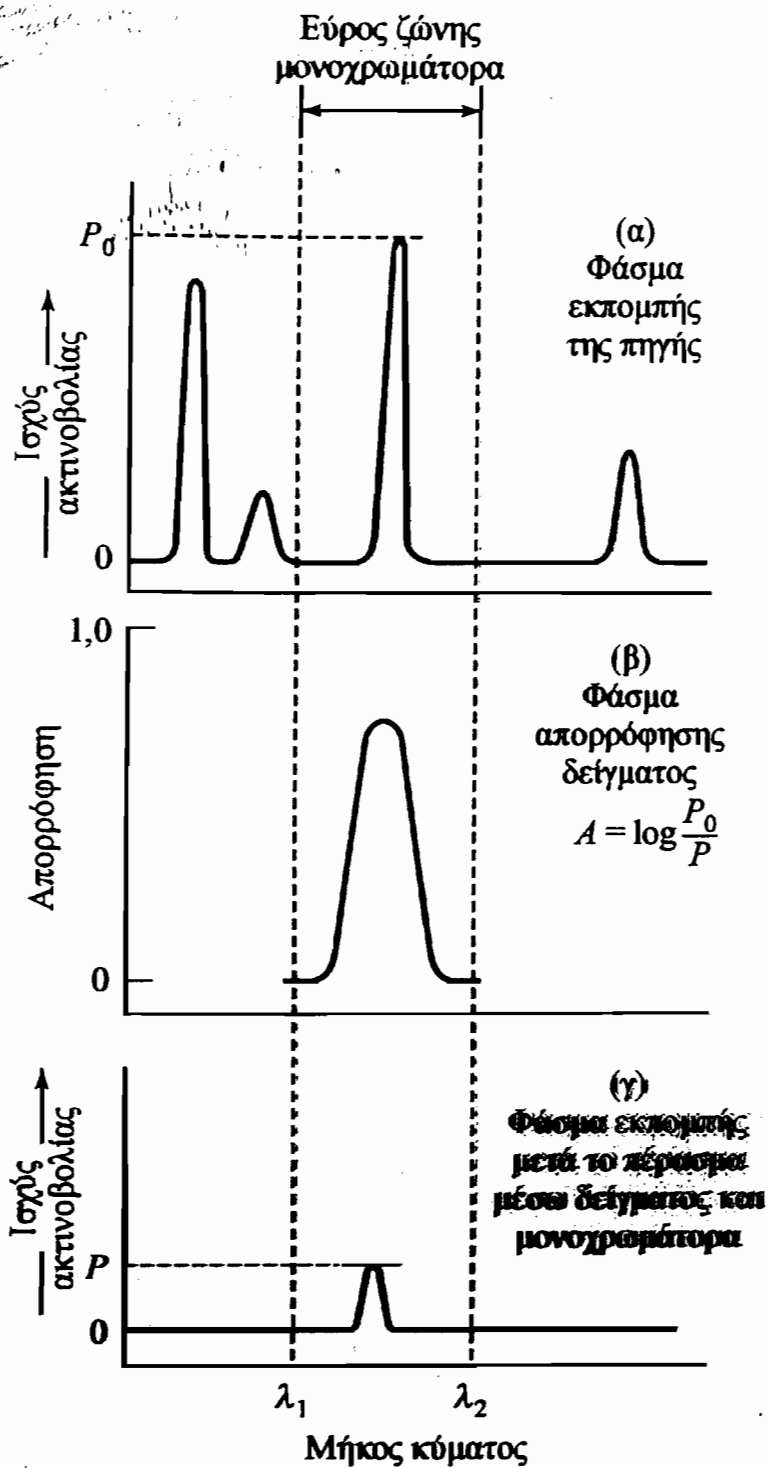 Εύρος ζώνης
μονοχρωμάτορα
P₀
Ισχύς
ακτινοβολίας
0
(α)
Φάσμα
εκπομπής
της πηγής
1,0
Απορρόφηση
0
(β)
Φάσμα
απορρόφησης
δείγματος
A = log P₀/P
Ισχύς
ακτινοβολίας
P
0
(γ)
Φάσμα εκπομπής
μετά το πέρασμα
μέσω δείγματος και
μονοχρωμάτορα
λ₁ λ₂
Μήκος κύματος